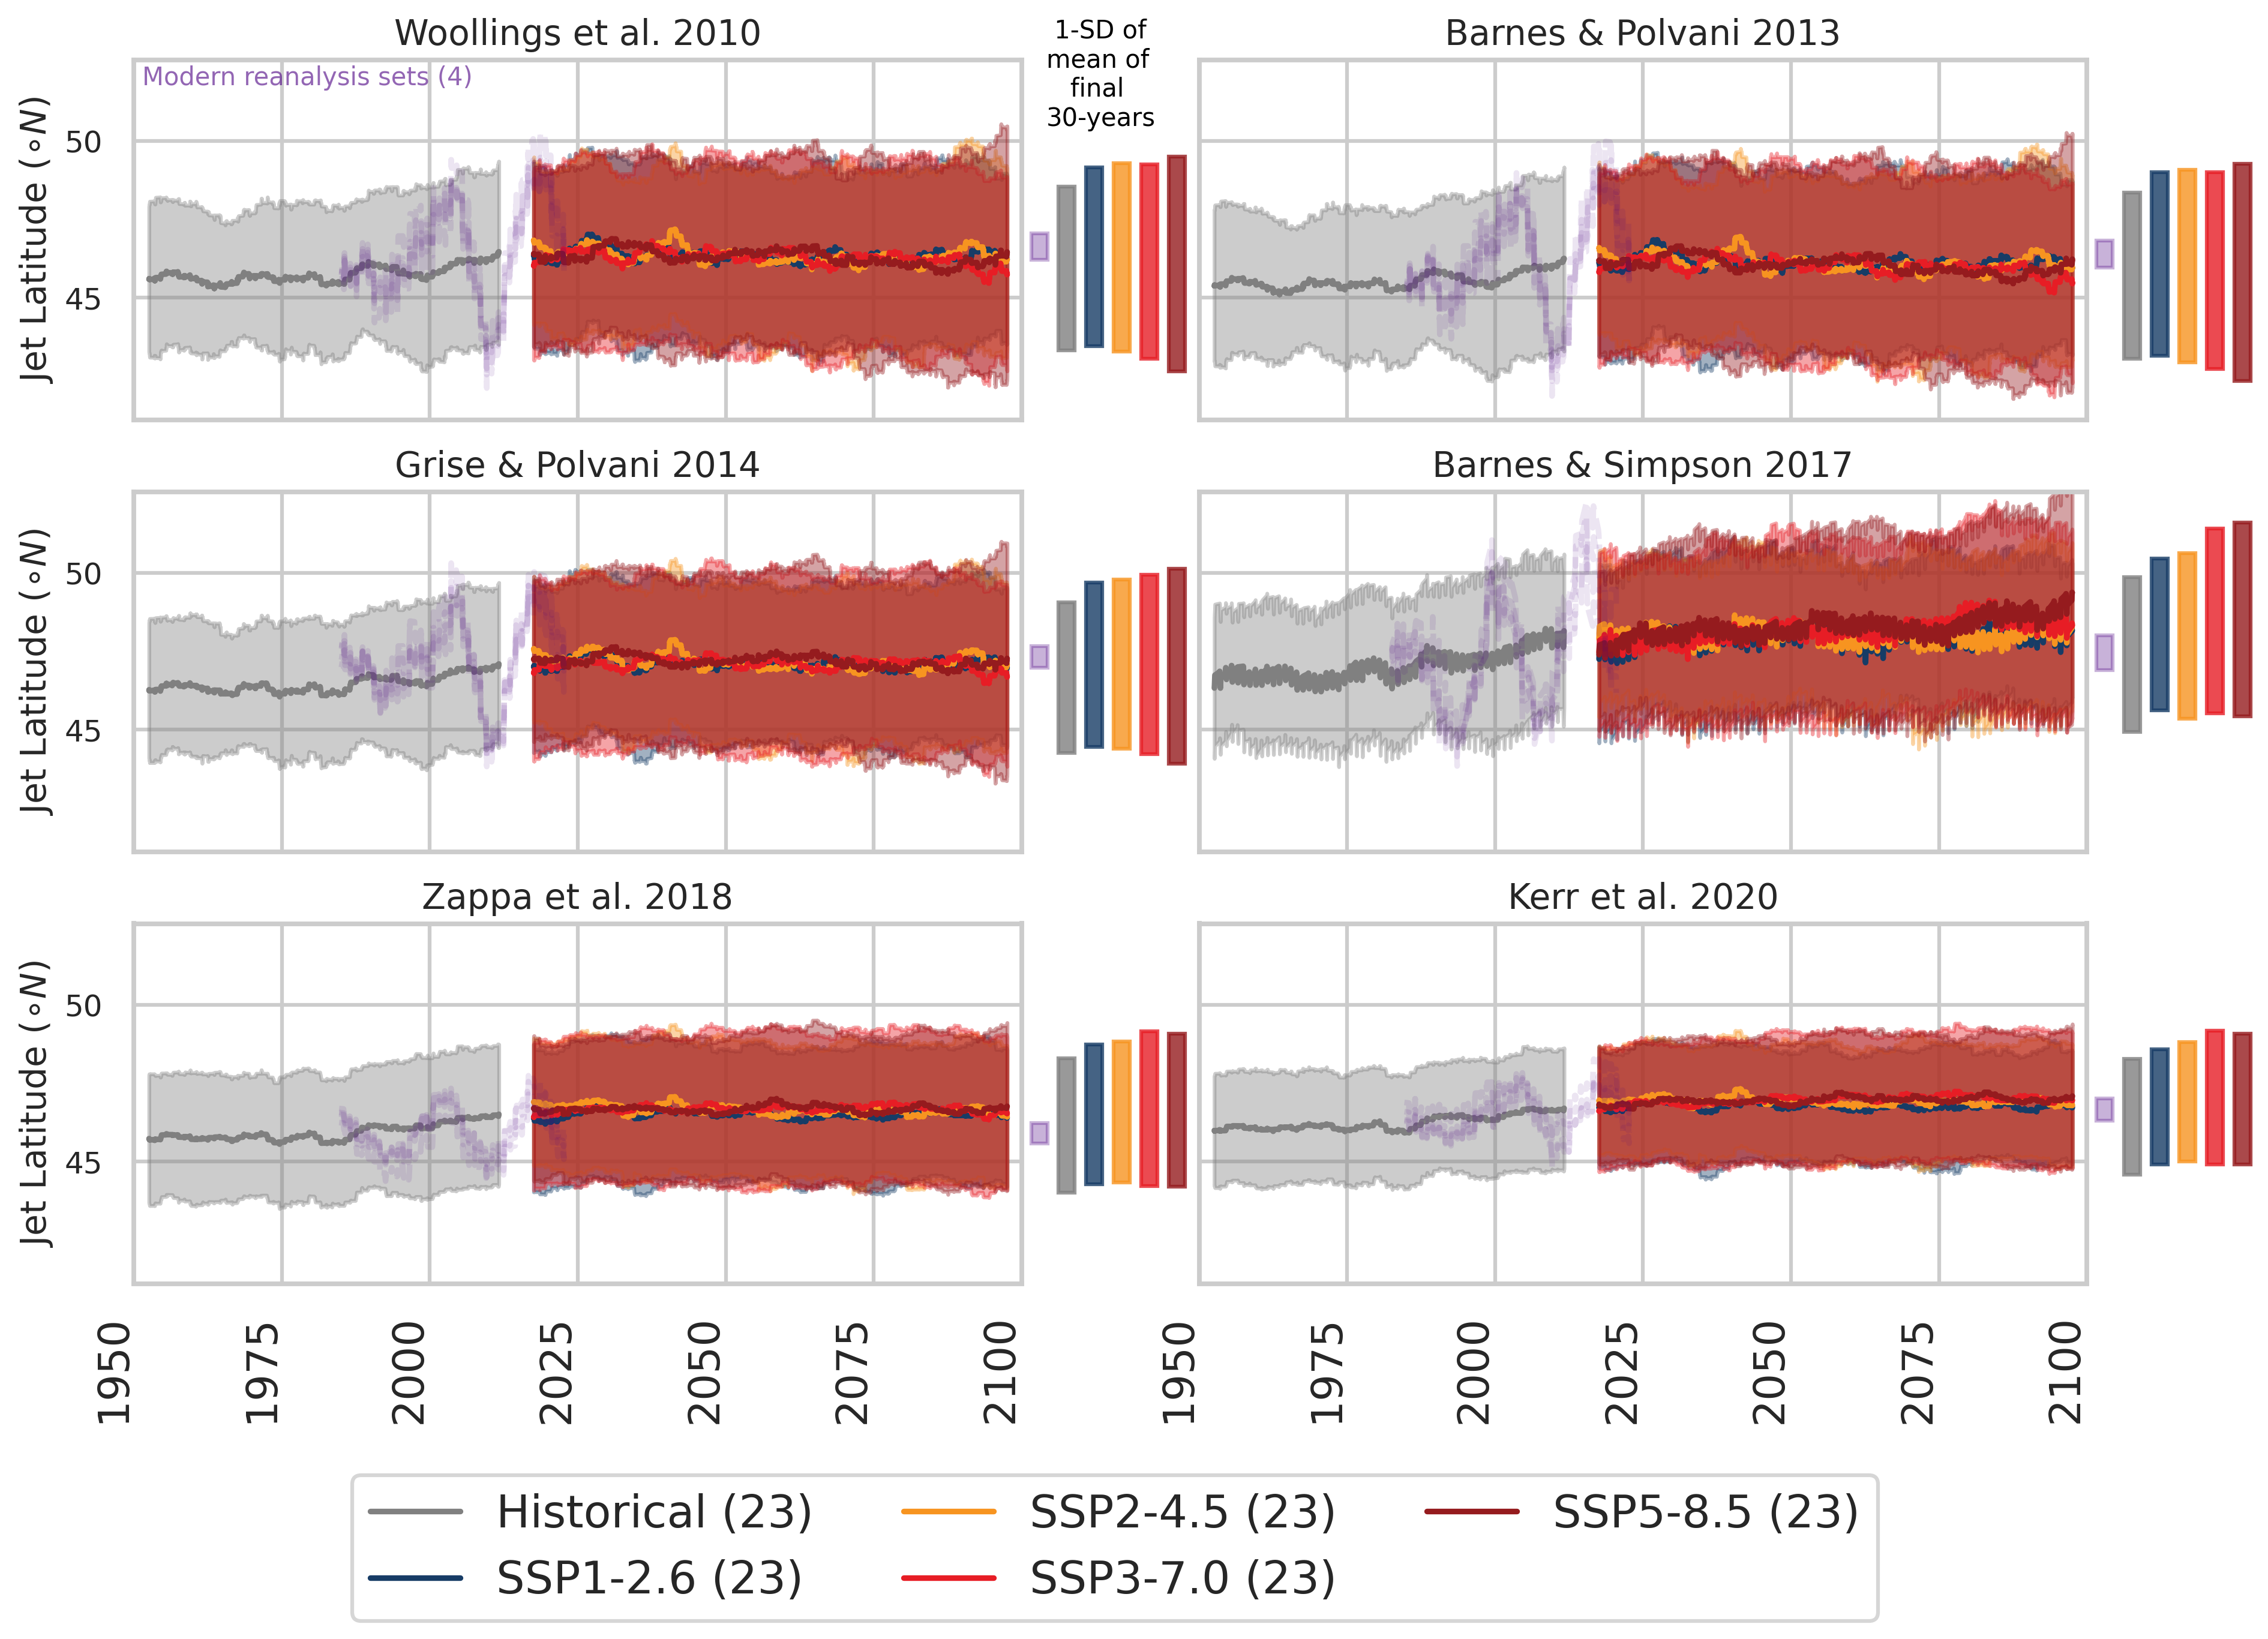 Woollings et al. 2010
1-SD of
mean of
final
30-years
Barnes & Polvani 2013
Modern reanalysis sets (4)
Jet Latitude (∘N)
50
45
Grise & Polvani 2014
Barnes & Simpson 2017
Jet Latitude (∘N)
50
45
Zappa et al. 2018
Kerr et al. 2020
Jet Latitude (∘N)
50
45
1950 1975 2000 2025 2050 2075 2100
1950 1975 2000 2025 2050 2075 2100
Historical (23) SSP2-4.5 (23) SSP5-8.5 (23)
SSP1-2.6 (23) SSP3-7.0 (23)